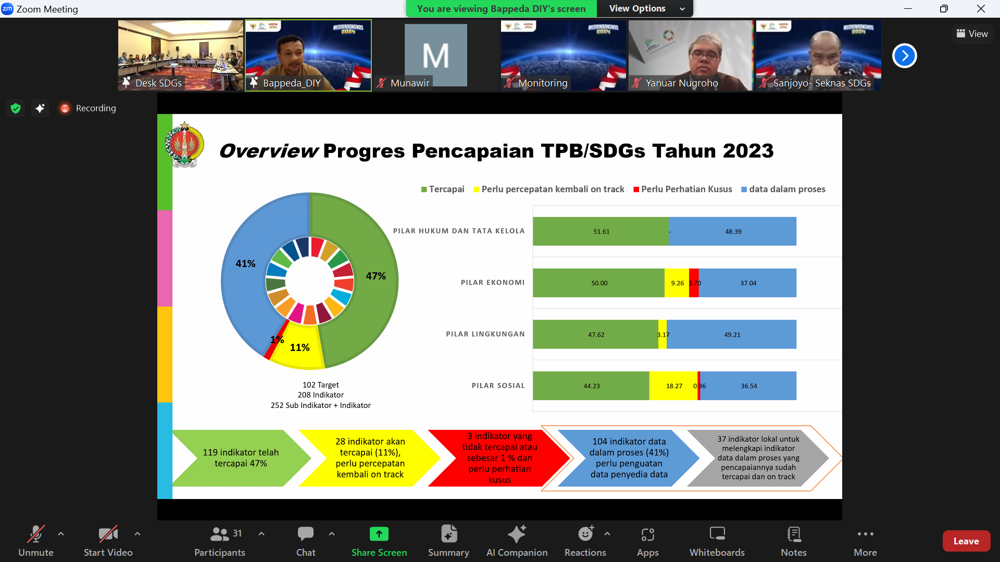 zm Zoom Meeting
You are viewing Bappeda DIY's screen
View Options
MUSRENBANGNAS
2024
MUSRENBANGNAS
2024
MUSRENBANGNAS
2024
M
View
Desk SDGs
Bappeda_DIY
Munawir
Monitoring
Yanuar Nugroho
Sanjoyo- Seknas SDGs
Recording
Overview Progres Pencapaian TPB/SDGs Tahun 2023
Tercapai Perlu percepatan kembali on track Perlu Perhatian Kusus data dalam proses
41%
47%
1%
11%
102 Target
208 Indikator
252 Sub Indikator + Indikator
PILAR HUKUM DAN TATA KELOLA
51.61 - 48.39
PILAR EKONOMI
50.00 9.26 3.70 37.04
PILAR LINGKUNGAN
47.62 3.17 49.21
PILAR SOSIAL
44.23 18.27 0.96 36.54
119 indikator telah
tercapai 47%
28 indikator akan
tercapai (11%),
perlu percepatan
kembali on track
3 indikator yang
tidak tercapai atau
sebesar 1 % dan
perlu perhatian
kusus
104 indikator data
dalam proses (41%)
perlu penguatan
data penyedia data
37 indikator lokal untuk
melengkapi indikator
data dalam proses yang
pencapaiannya sudah
tercapai dan on track
31
Unmute
Start Video
Participants
Chat
Share Screen
Summary
AI Companion
Reactions
Apps
Whiteboards
Notes
More
Leave